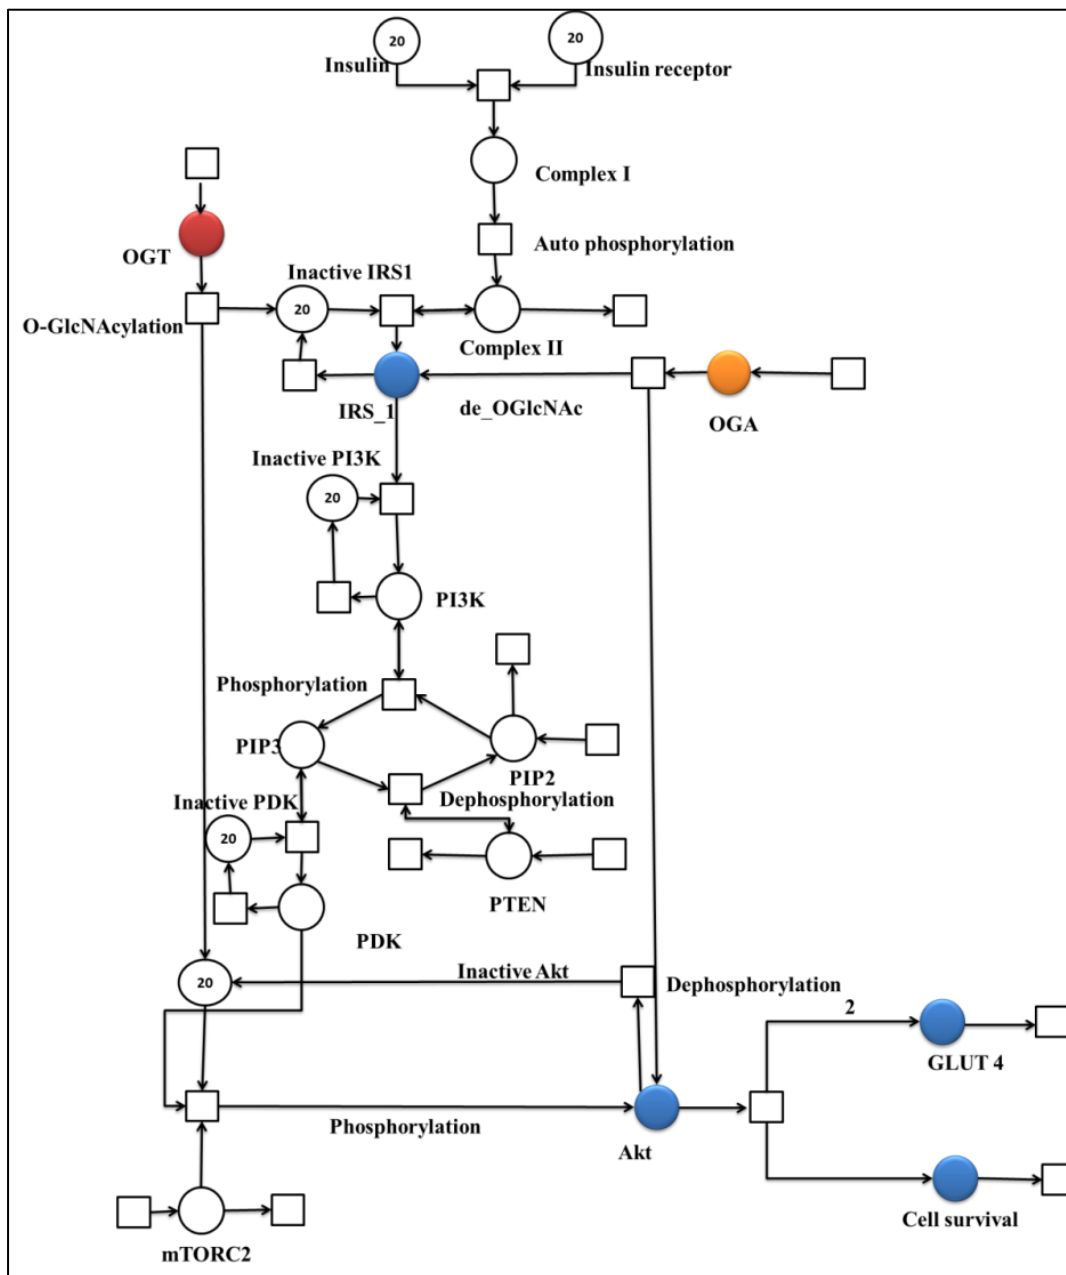 20
20
Insulin
Insulin receptor
Complex I
OGT
Auto phosphorylation
Inactive IRS1
20
O-GlcNAcylation
Complex II
IRS_1
de_OGlcNAc
OGA
Inactive PI3K
20
PI3K
Phosphorylation
PIP3
PIP2
Inactive PDK
Dephosphorylation
20
PTEN
PDK
Inactive Akt
20
Dephosphorylation
2
GLUT 4
Phosphorylation
Akt
Cell survival
mTORC2